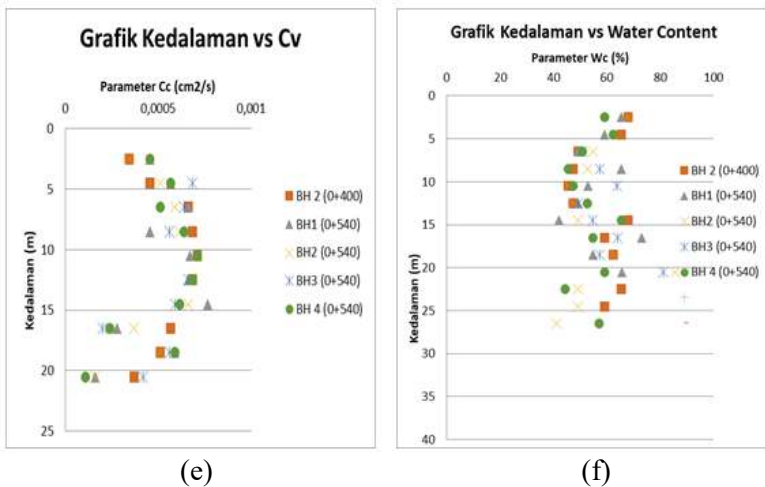 Grafik Kedalaman vs Cv
Parameter Cc (cm2/s)
0 0,0005 0,001
0
5
10
15
20
25
Kedalaman (m)
BH 2 (0+400)
BH1 (0+540)
BH2 (0+540)
BH3 (0+540)
BH 4 (0+540)
(e)
Grafik Kedalaman vs Water Content
Parameter Wc (%)
0 20 40 60 80 100
0
5
10
15
20
25
30
35
40
Kedalaman (m)
BH 2 (0+400)
BH1 (0+540)
BH2 (0+540)
BH3 (0+540)
BH 4 (0+540)
(f)